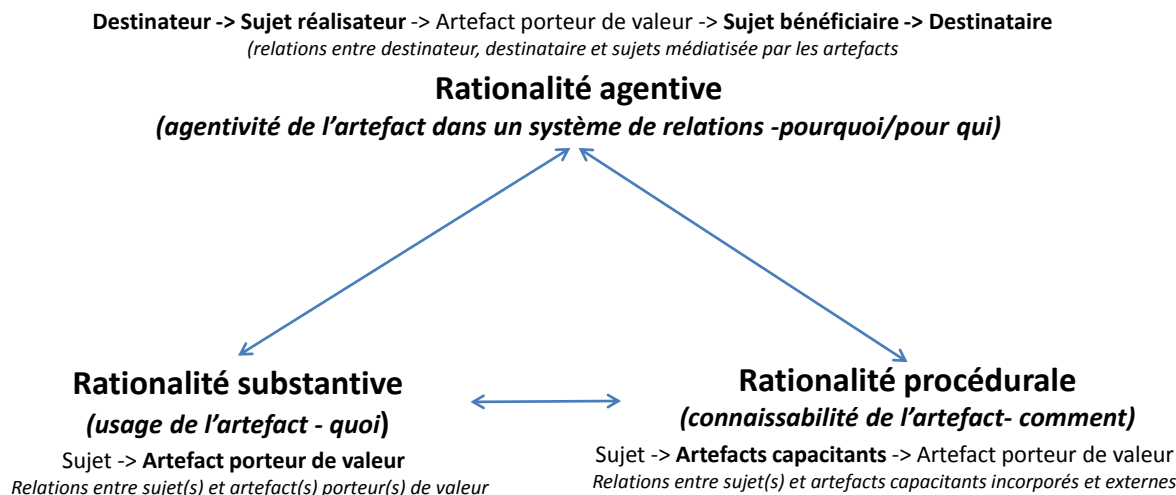 Destinateur -> Sujet réalisateur -> Artefact porteur de valeur -> Sujet bénéficiaire -> Destinataire
(relations entre destinateur, destinataire et sujets médiatisée par les artefacts
Rationalité agentive
(agentivité de l'artefact dans un système de relations -pourquoi/pour qui)
Rationalité substantive
(usage de l'artefact - quoi)
Sujet -> Artefact porteur de valeur
Relations entre sujet(s) et artefact(s) porteur(s) de valeur
Rationalité procédurale
(connaissabilité de l'artefact- comment)
Sujet -> Artefacts capacitants -> Artefact porteur de valeur
Relations entre sujet(s) et artefacts capacitants incorporés et externes